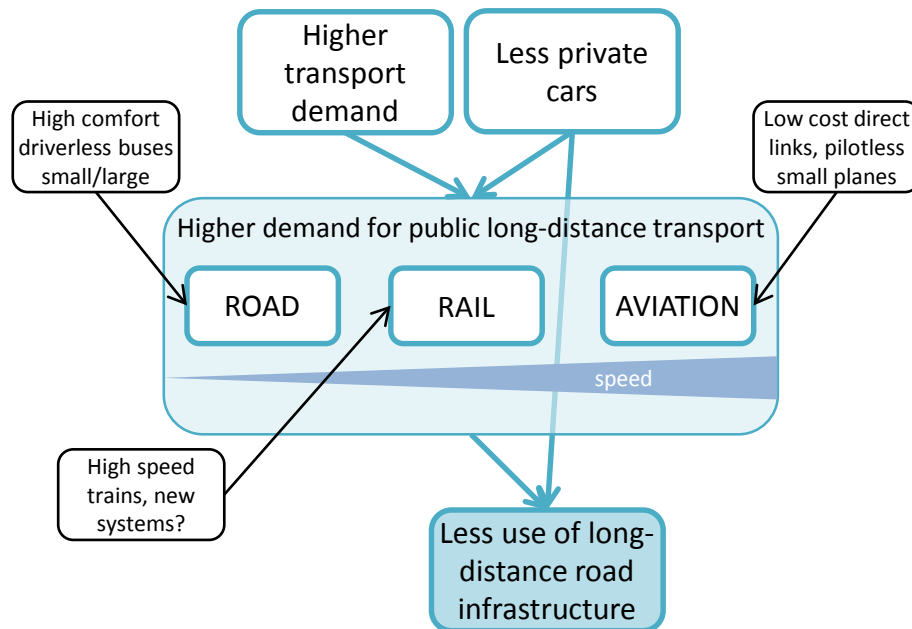 Higher
transport
demand
Less private
cars
High comfort
driverless buses
small/large
Low cost direct
links, pilotless
small planes
Higher demand for public long-distance transport
ROAD
RAIL
AVIATION
speed
High speed
trains, new
systems?
Less use of long-
distance road
infrastructure